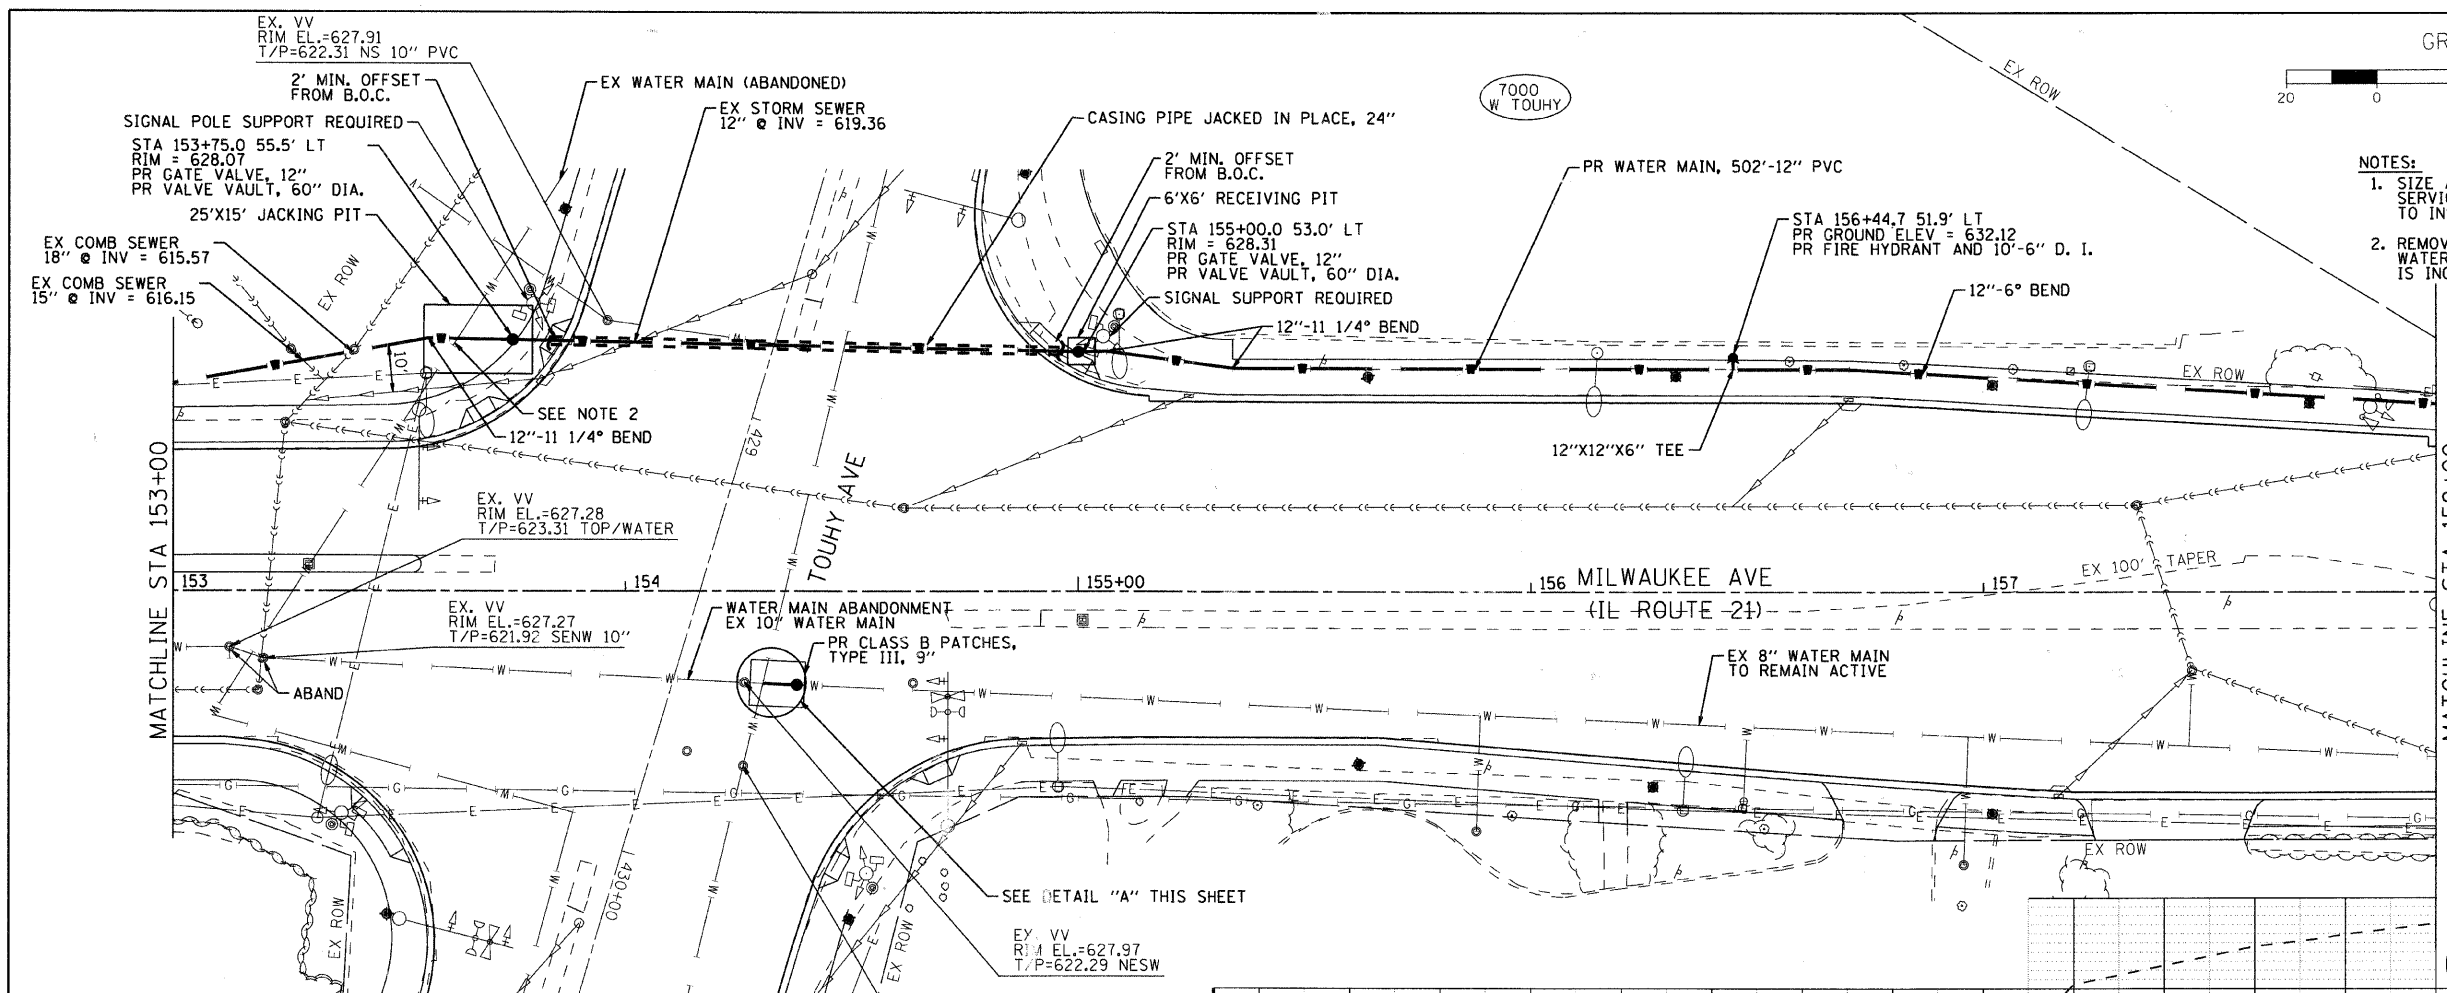 EX. VV
RIM EL.=627.91
T/P=622.31 NS 10" PVC
2' MIN. OFFSET
FROM B.O.C.
SIGNAL POLE SUPPORT REQUIRED
STA 153+75.0 55.5' LT
RIM = 628.07
PR GATE VALVE, 12"
PR VALVE VAULT, 60" DIA.
25'X15' JACKING PIT
EX COMB SEWER
18" @ INV = 615.57
EX COMB SEWER
15" @ INV = 616.15
EX ROW
EX WATER MAIN (ABANDONED)
EX STORM SEWER
12" @ INV = 619.36
CASING PIPE JACKED IN PLACE, 24"
2' MIN. OFFSET
FROM B.O.C.
6'X6' RECEIVING PIT
STA 155+00.0 53.0' LT
RIM = 628.31
PR GATE VALVE, 12"
PR VALVE VAULT, 60" DIA.
SIGNAL SUPPORT REQUIRED
12"-11 1/4° BEND
7000
W TOUHY
PR WATER MAIN, 502'-12" PVC
STA 156+44.7 51.9' LT
PR GROUND ELEV = 632.12
PR FIRE HYDRANT AND 10'-6" D. I.
12"-6° BEND
EX ROW
GR
20 0
NOTES:
1. SIZE
SERVI
TO IN
2. REMOV
WATER
IS INC
EX ROW
10'
SEE NOTE 2
12"-11 1/4° BEND
12"X12"X6" TEE
MATCHLINE STA 153+00
EX. VV
RIM EL.=627.28
T/P=623.31 TOP/WATER
429
TOUHY AVE
153
154
155+00
156
157
MILWAUKEE AVE
(IL ROUTE 21)
EX 100' TAPER
EX. VV
RIM EL.=627.27
T/P=621.92 SENW 10"
ABAND
WATER MAIN ABANDONMENT
EX 10" WATER MAIN
PR CLASS B PATCHES,
TYPE III, 9"
EX 8" WATER MAIN
TO REMAIN ACTIVE
SEE DETAIL "A" THIS SHEET
EX. VV
RIM EL.=627.97
T/P=622.29 NESW
430+00
EX ROW
EX ROW
EX ROW